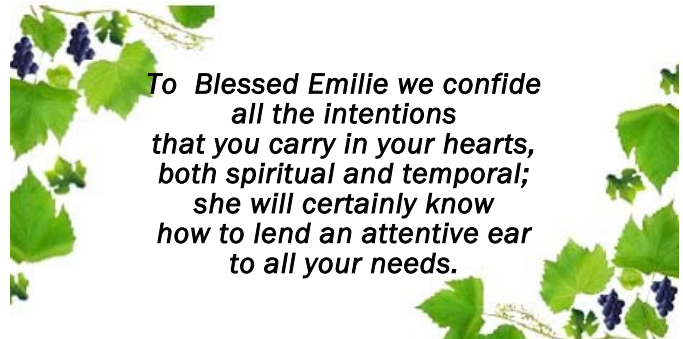 To  Blessed Emilie we confide
all the intentions
that you carry in your hearts,
both spiritual and temporal;
she will certainly know
how to lend an attentive ear
to all your needs.